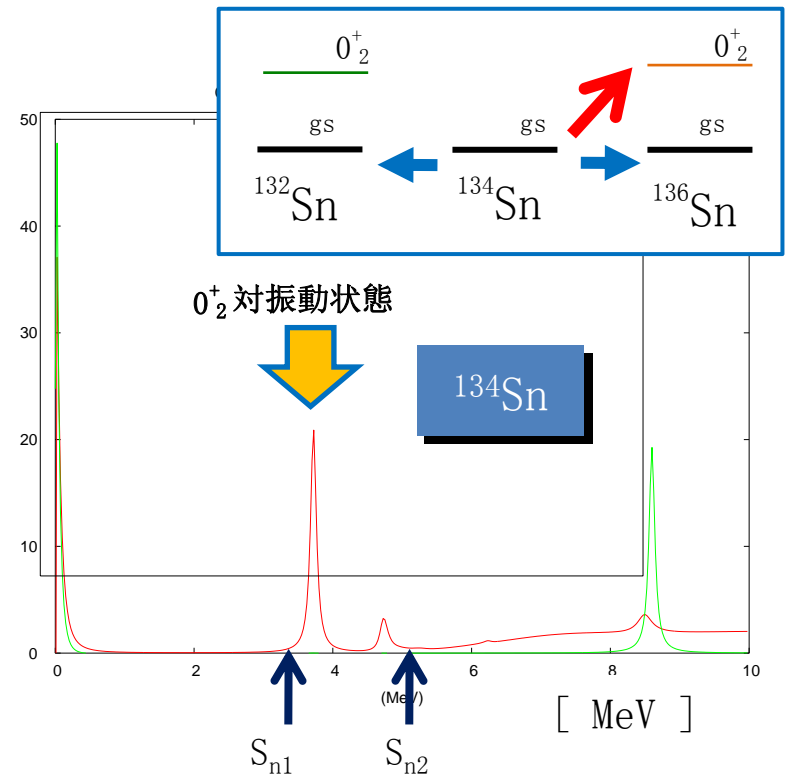 0⁺₂ 0⁺₂
gs gs gs
¹³²Sn ¹³⁴Sn ¹³⁶Sn
50
40
0⁺₂対振動状態
30
¹³⁴Sn
20
10
0
0 2 4 6 8 10
[ MeV ]
Sn1 Sn2